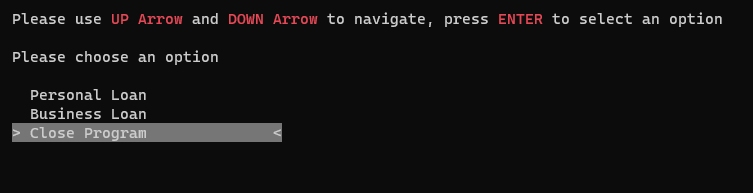 Please use UP Arrow and DOWN Arrow to navigate, press ENTER to select an option
Please choose an option
Personal Loan
Business Loan
> Close Program <